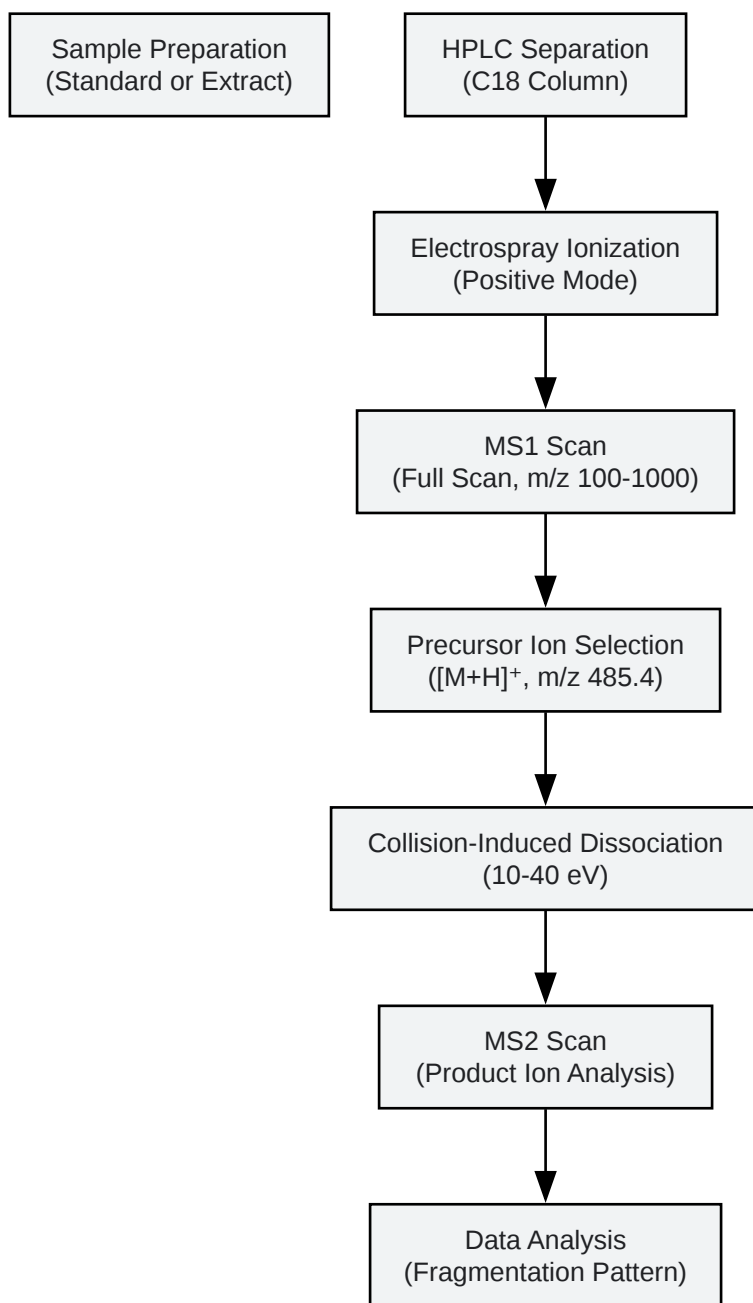 Sample Preparation
(Standard or Extract)
HPLC Separation
(C18 Column)
Electrospray Ionization
(Positive Mode)
MS1 Scan
(Full Scan, m/z 100-1000)
Precursor Ion Selection
([M+H]⁺, m/z 485.4)
Collision-Induced Dissociation
(10-40 eV)
MS2 Scan
(Product Ion Analysis)
Data Analysis
(Fragmentation Pattern)